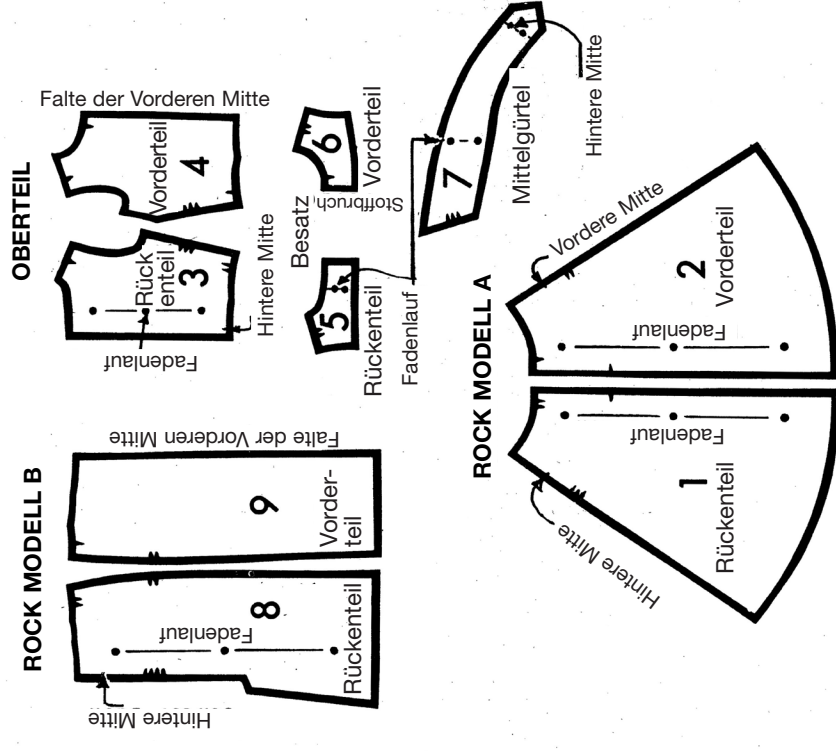 OBERTEIL
Falte der Vorderen Mitte
Vorderteil
4
Rück
enteil
3
Fadenlauf
Hintere Mitte
Besatz
6
Vorderteil
Stoffbruch
5
Rückenteil
Fadenlauf
7
Mittelgürtel
Hintere Mitte
ROCK MODELL B
Falte der Vorderen Mitte
9
Vorder-
teil
8
Fadenlauf
Rückenteil
Hintere Mitte
ROCK MODELL A
Vordere Mitte
2
Vorderteil
Fadenlauf
1
Rückenteil
Fadenlauf
Hintere Mitte